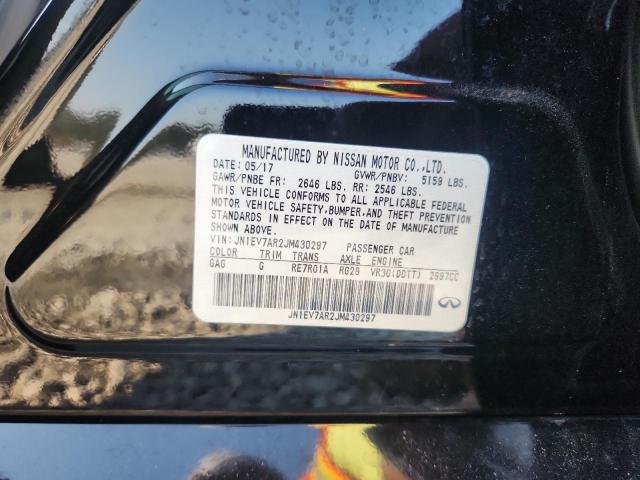 MANUFACTURED BY NISSAN MOTOR CO.,LTD.
DATE: 05/17 GVWR/PNBV: 5159 LBS.
GAWR/PNBE FR: 2646 LBS. RR: 2546 LBS.
THIS VEHICLE CONFORMS TO ALL APPLICABLE FEDERAL
MOTOR VEHICLE SAFETY, BUMPER, AND THEFT PREVENTION
STANDARDS IN EFFECT ON THE DATE OF MANUFACTURE
SHOWN ABOVE.
VIN: JN1EV7AR2JM430297 PASSENGER CAR
COLOR TRIM TRANS AXLE ENGINE
GAG G RE7R01A RG29 VR30(DDTT) 2997CC
JN1EV7AR2JM430297